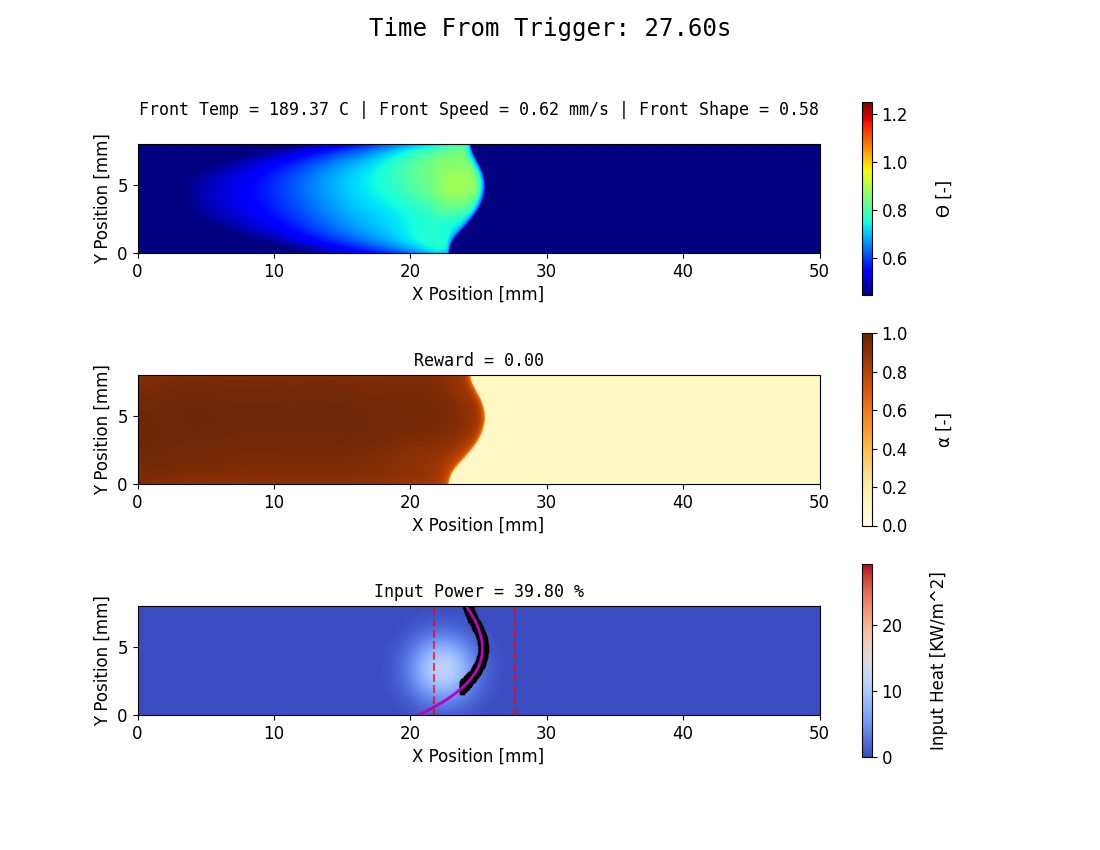 Time From Trigger: 27.60s
Front Temp = 189.37 C | Front Speed = 0.62 mm/s | Front Shape = 0.58
Y Position [mm]
5
0
0 10 20 30 40 50
X Position [mm]
1.2
1.0
0.8
0.6
Θ [-]
Reward = 0.00
Y Position [mm]
5
0
0 10 20 30 40 50
X Position [mm]
1.0
0.8
0.6
0.4
0.2
0.0
α [-]
Input Power = 39.80 %
Y Position [mm]
5
0
0 10 20 30 40 50
X Position [mm]
20
10
0
Input Heat [KW/m^2]